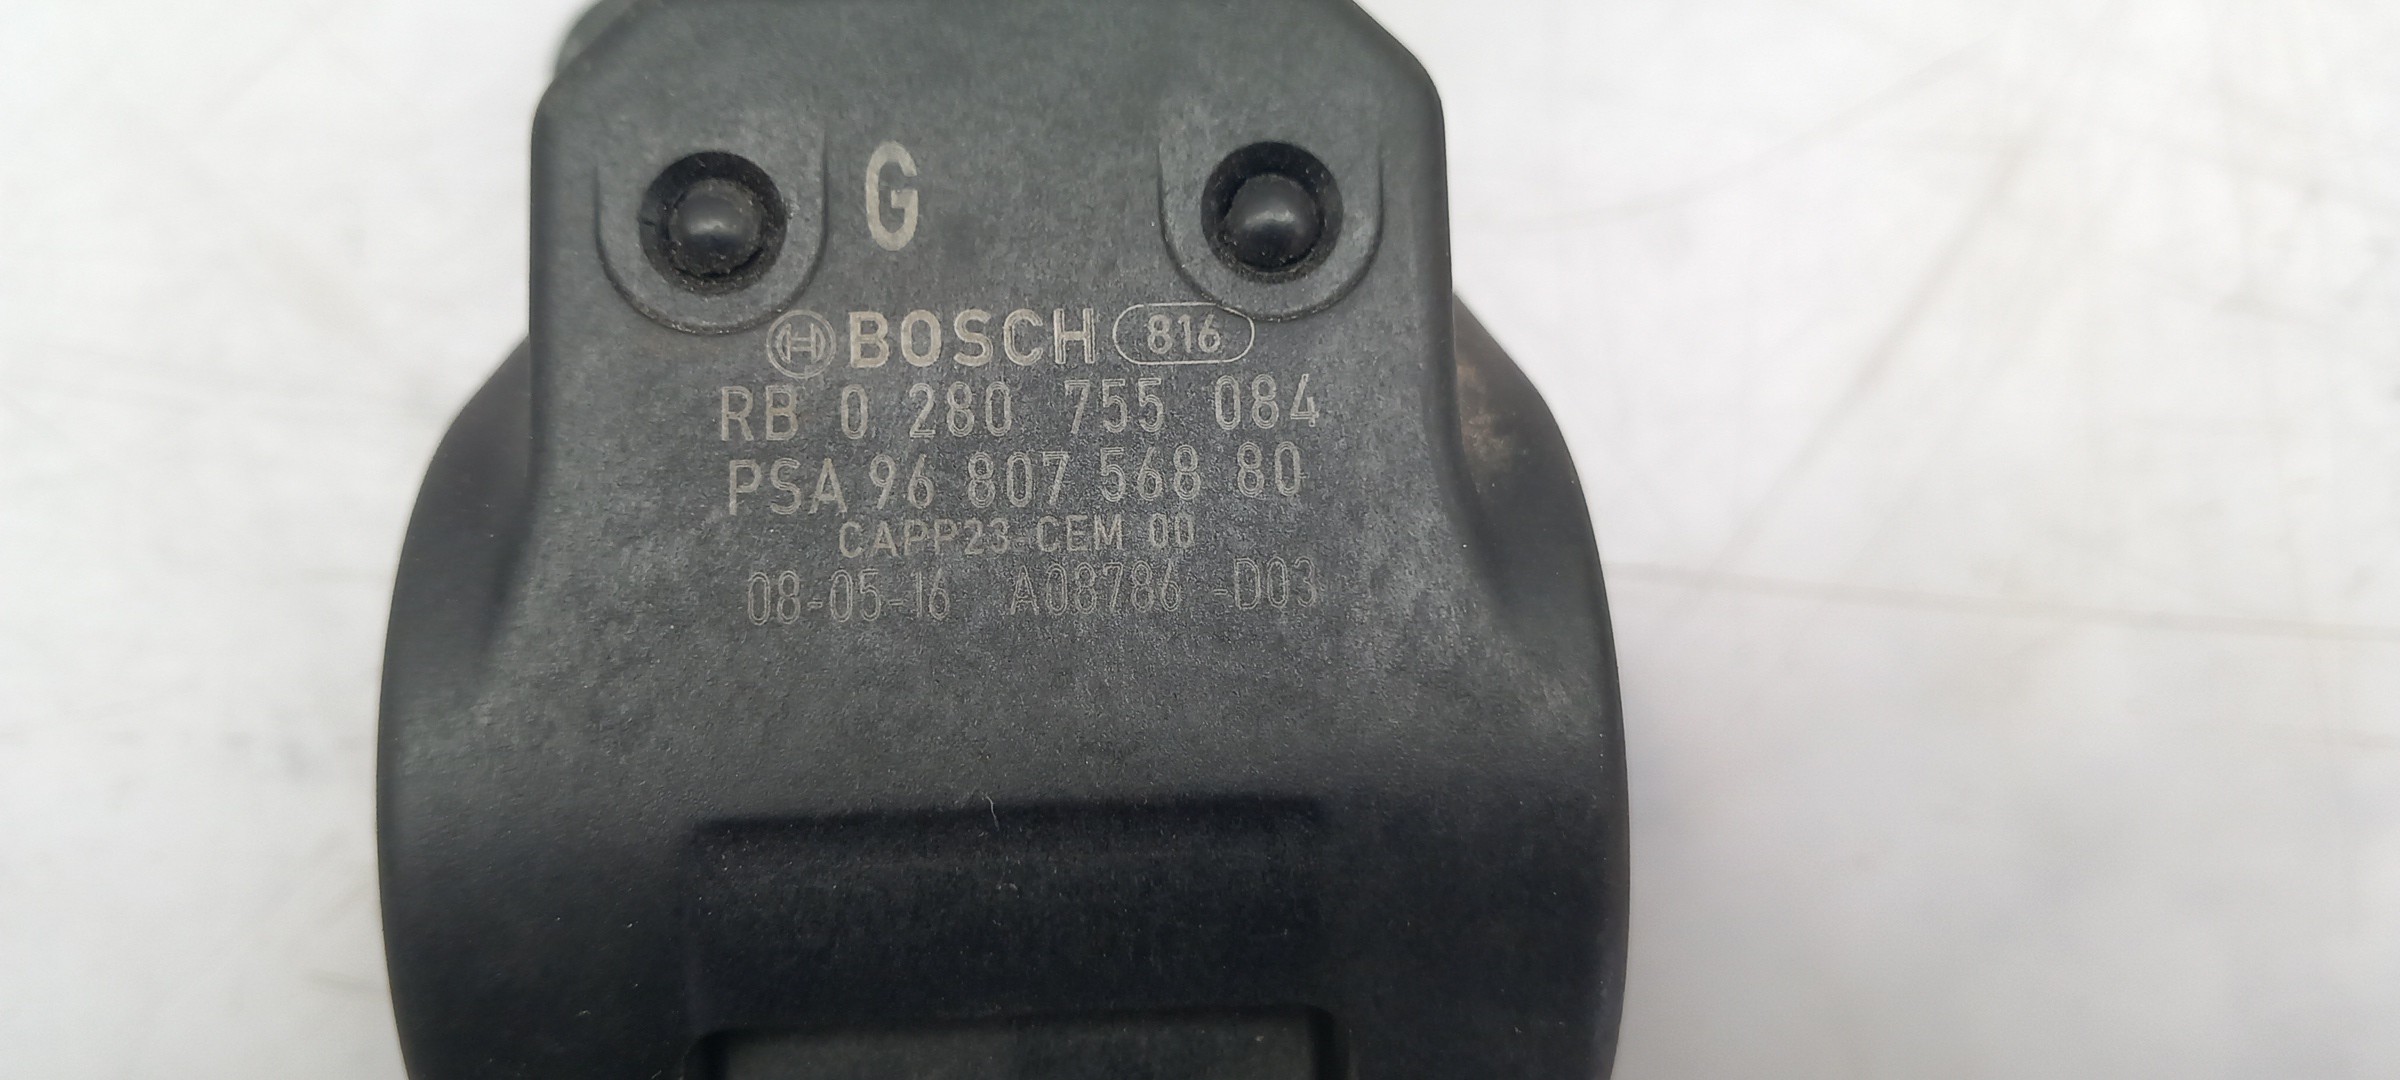 G
BOSCH 816
RB 0 280 755 084
PSA 96 807 568 80
CAPP23-CEM 00
08-05-16 A08786 -D03